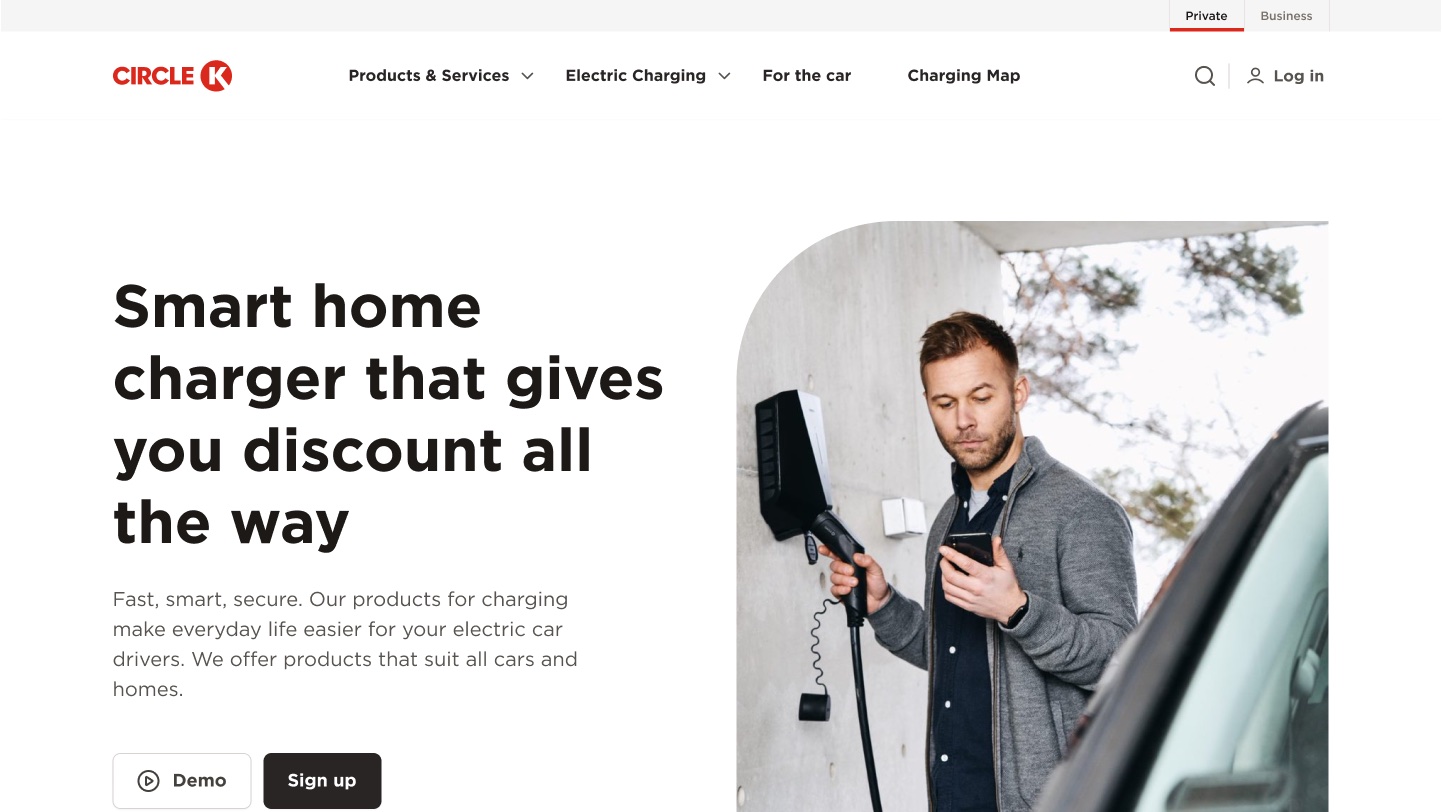 Private Business
CIRCLE K Products & Services Electric Charging For the car Charging Map Log in
Smart home
charger that gives
you discount all
the way
Fast, smart, secure. Our products for charging
make everyday life easier for your electric car
drivers. We offer products that suit all cars and
homes.
Demo Sign up